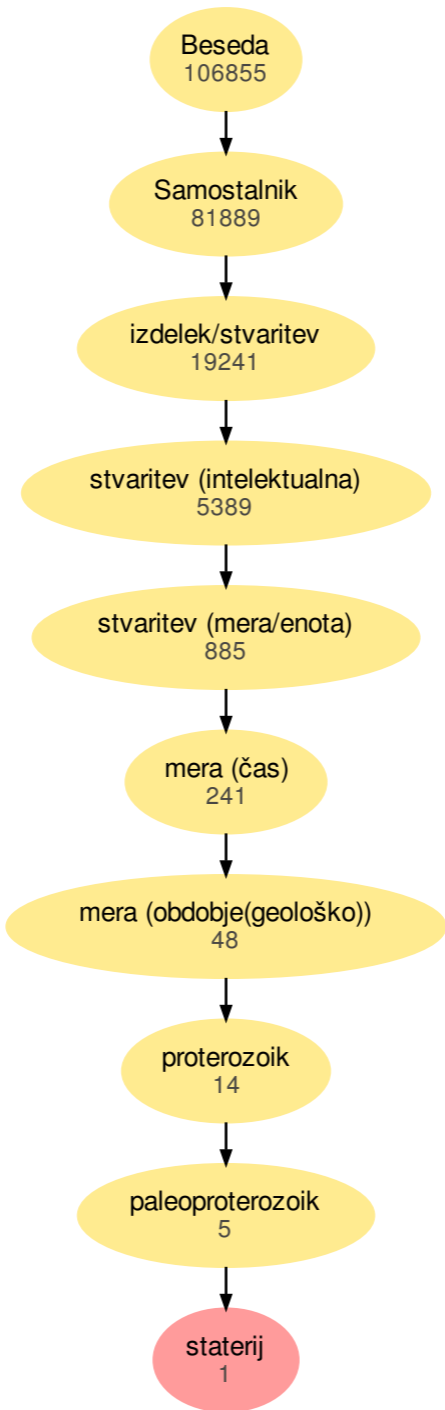 Beseda
106855
Samostalnik
81889
izdelek/stvaritev
19241
stvaritev (intelektualna)
5389
stvaritev (mera/enota)
885
mera (čas)
241
mera (obdobje(geološko))
48
proterozoik
14
paleoproterozoik
5
staterij
1